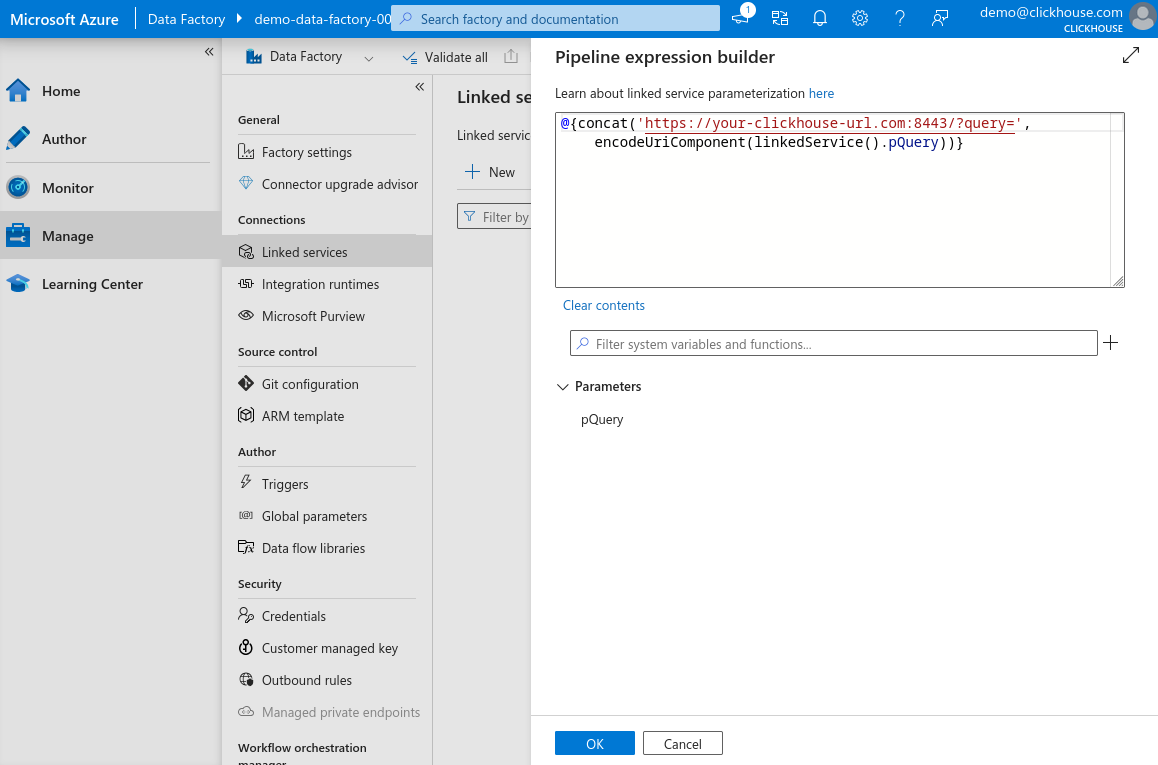 Microsoft Azure
Data Factory
demo-data-factory-00
Search factory and documentation
1
demo@clickhouse.com
CLICKHOUSE
Home
Author
Monitor
Manage
Learning Center
Data Factory
Validate all
General
Factory settings
Connector upgrade advisor
Connections
Linked services
Integration runtimes
Microsoft Purview
Source control
Git configuration
ARM template
Author
Triggers
Global parameters
Data flow libraries
Security
Credentials
Customer managed key
Outbound rules
Managed private endpoints
Workflow orchestration
manager
Linked se
Linked servic
New
Filter by
Pipeline expression builder
Learn about linked service parameterization here
@{concat('https://your-clickhouse-url.com:8443/?query=',
encodeUriComponent(linkedService().pQuery))}
Clear contents
Filter system variables and functions...
Parameters
pQuery
OK
Cancel